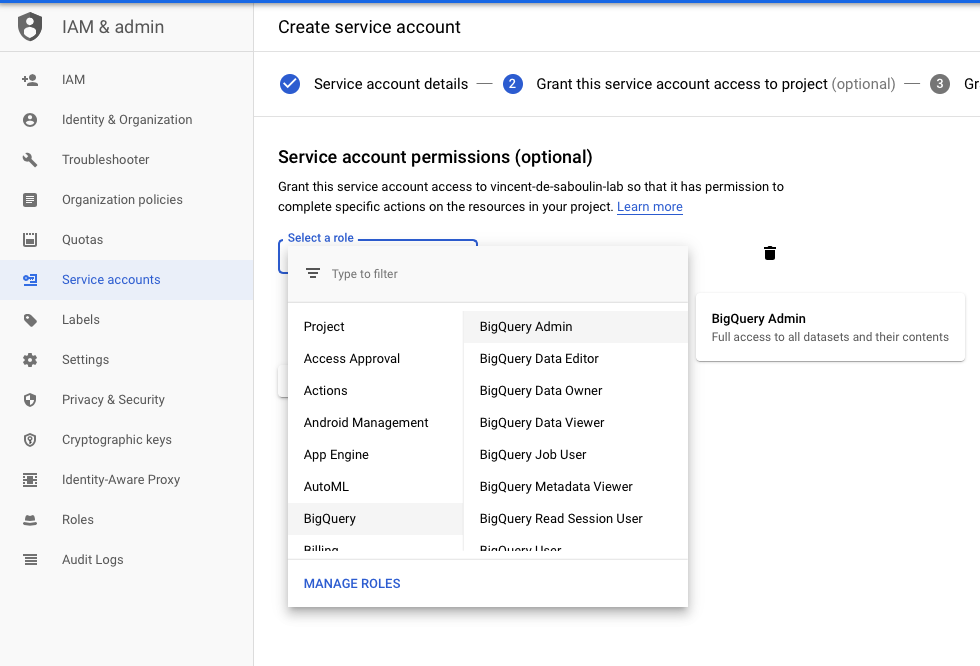 IAM & admin
Create service account
IAM
Identity & Organization
Troubleshooter
Organization policies
Quotas
Service accounts
Labels
Settings
Privacy & Security
Cryptographic keys
Identity-Aware Proxy
Roles
Audit Logs
Service account details — 2 Grant this service account access to project (optional) — 3 Gr
Service account permissions (optional)
Grant this service account access to vincent-de-saboulin-lab so that it has permission to
complete specific actions on the resources in your project. Learn more
Select a role
Type to filter
Project
Access Approval
Actions
Android Management
App Engine
AutoML
BigQuery
Billing
BigQuery Admin
BigQuery Data Editor
BigQuery Data Owner
BigQuery Data Viewer
BigQuery Job User
BigQuery Metadata Viewer
BigQuery Read Session User
BigQuery User
MANAGE ROLES
BigQuery Admin
Full access to all datasets and their contents